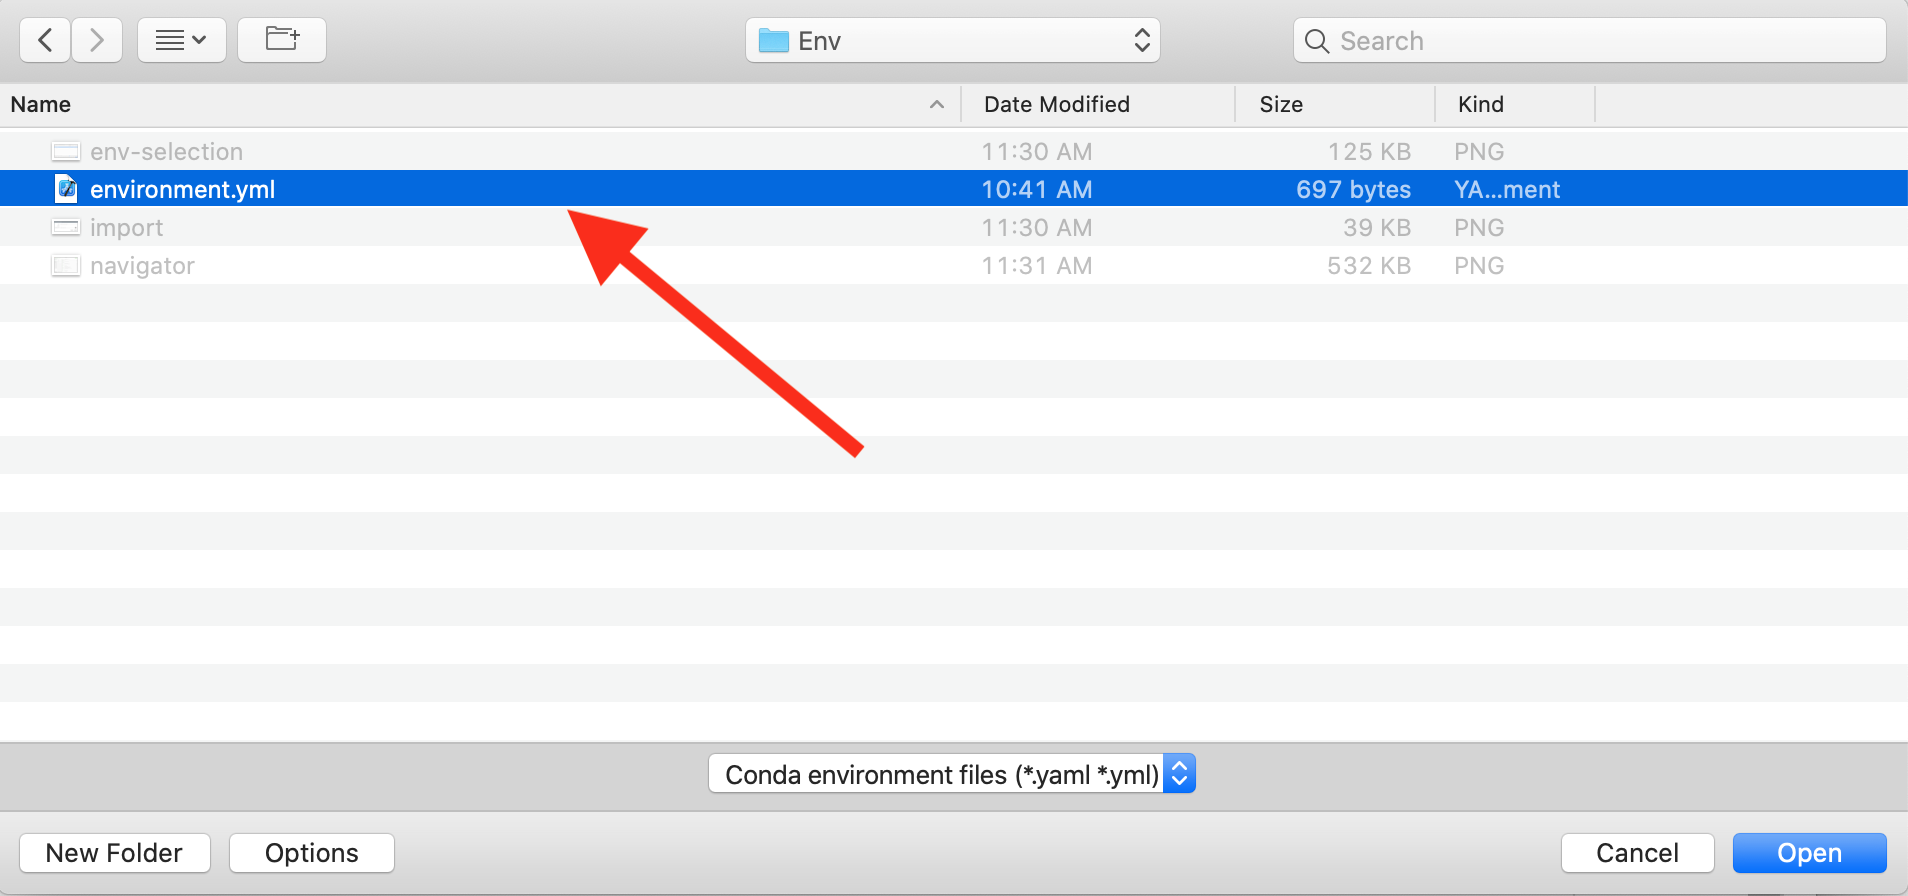 Env
Search
Name Date Modified Size Kind
env-selection 11:30 AM 125 KB PNG
environment.yml 10:41 AM 697 bytes YA...ment
import 11:30 AM 39 KB PNG
navigator 11:31 AM 532 KB PNG
Conda environment files (*.yaml *.yml)
New Folder Options Cancel Open